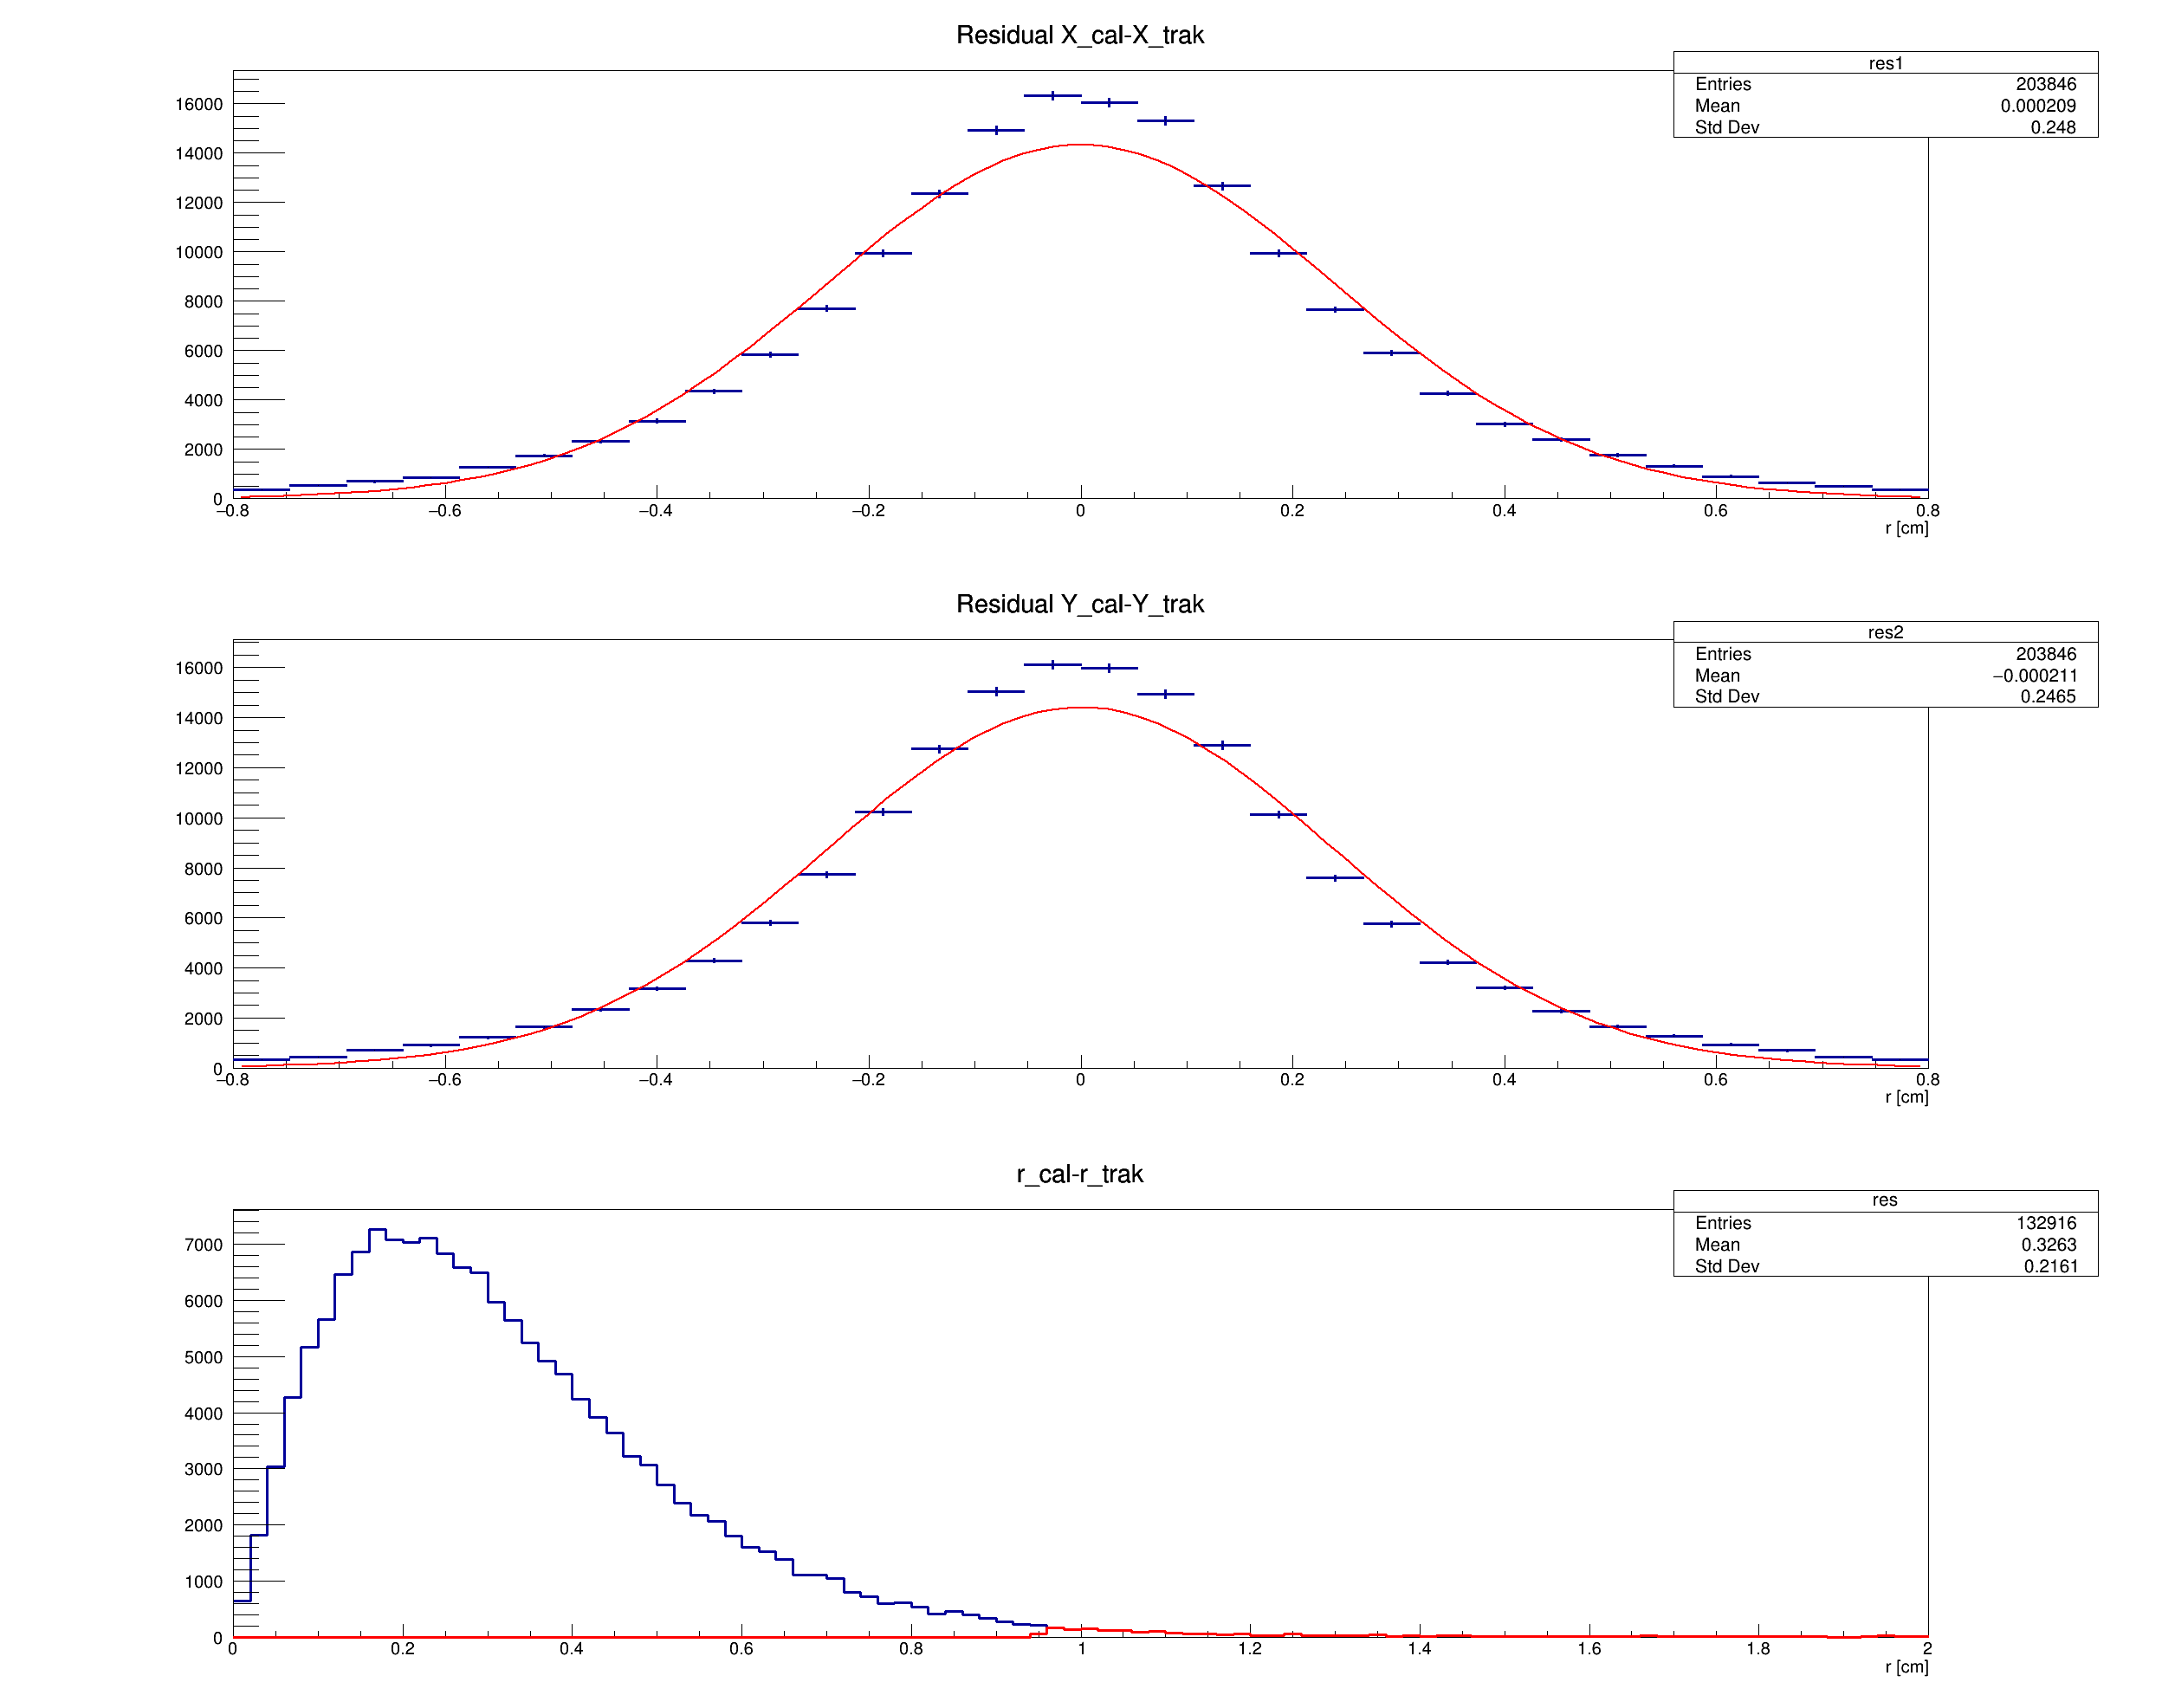 Residual X_cal-X_trak
res1
Entries 203846
Mean 0.000209
Std Dev 0.248
16000
14000
12000
10000
8000
6000
4000
2000
0
−0.8 −0.6 −0.4 −0.2 0 0.2 0.4 0.6 0.8
r [cm]
Residual Y_cal-Y_trak
res2
Entries 203846
Mean −0.000211
Std Dev 0.2465
16000
14000
12000
10000
8000
6000
4000
2000
0
−0.8 −0.6 −0.4 −0.2 0 0.2 0.4 0.6 0.8
r [cm]
r_cal-r_trak
res
Entries 132916
Mean 0.3263
Std Dev 0.2161
7000
6000
5000
4000
3000
2000
1000
0
0 0.2 0.4 0.6 0.8 1 1.2 1.4 1.6 1.8 2
r [cm]